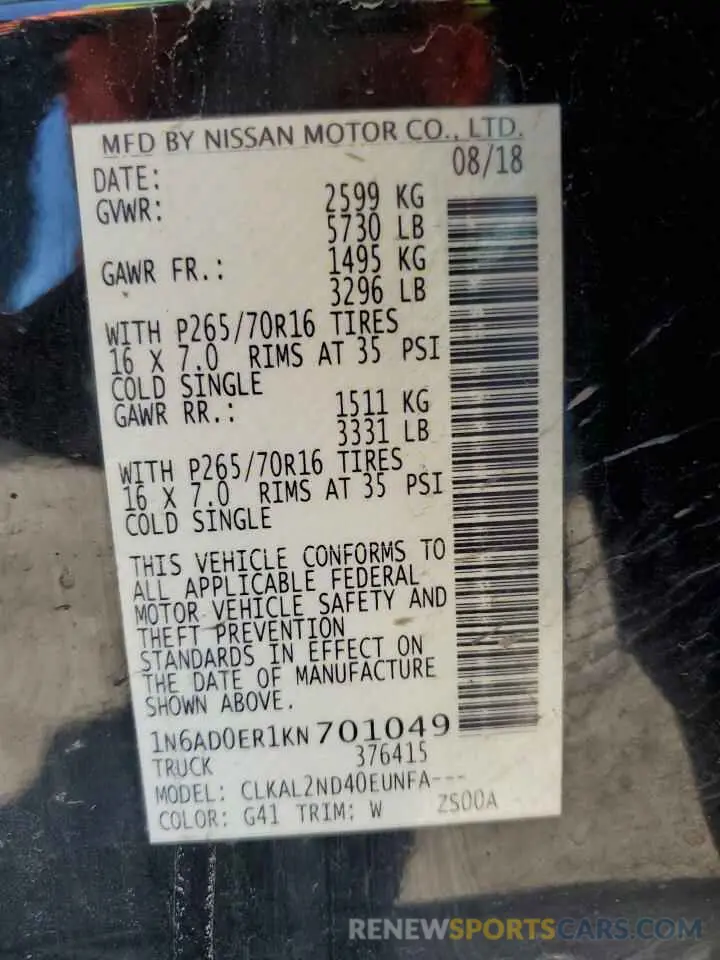 MFD BY NISSAN MOTOR CO., LTD.
DATE: 08/18
GVWR: 2599 KG
5730 LB
GAWR FR.: 1495 KG
3296 LB
WITH P265/70R16 TIRES
16 X 7.0 RIMS AT 35 PSI
COLD SINGLE
GAWR RR.: 1511 KG
3331 LB
WITH P265/70R16 TIRES
16 X 7.0 RIMS AT 35 PSI
COLD SINGLE
THIS VEHICLE CONFORMS TO
ALL APPLICABLE FEDERAL
MOTOR VEHICLE SAFETY AND
THEFT PREVENTION
STANDARDS IN EFFECT ON
THE DATE OF MANUFACTURE
SHOWN ABOVE.
1N6AD0ER1KN701049
TRUCK 376415
MODEL: CLKAL2ND40EUNFA---
COLOR: G41 TRIM: W ZS00A
RENEWSPORTSCARS.COM